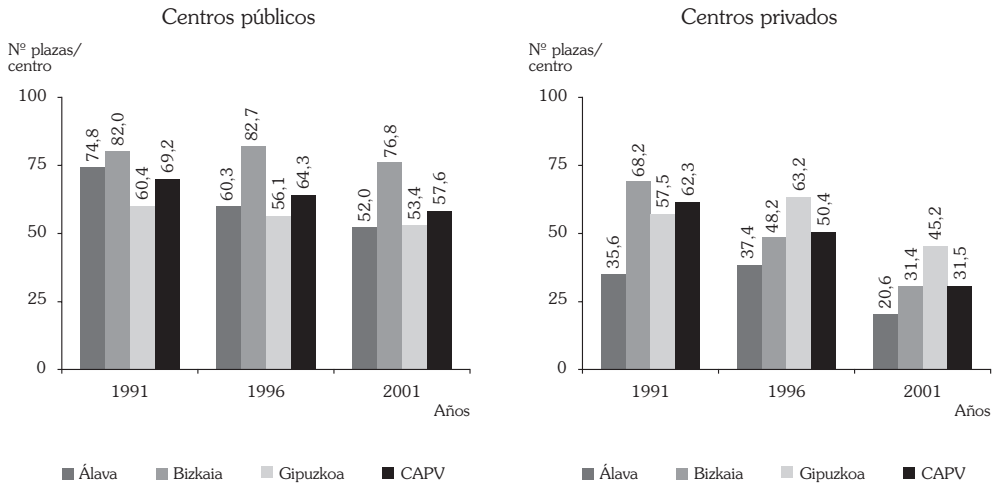 Centros públicos
Nº plazas/
centro
100
75
50
25
0
74,8
82,0
60,4
69,2
60,3
82,7
56,1
64,3
52,0
76,8
53,4
57,6
1991
1996
2001
Años
Álava
Bizkaia
Gipuzkoa
CAPV
Centros privados
Nº plazas/
centro
100
75
50
25
0
35,6
68,2
57,5
62,3
37,4
48,2
63,2
50,4
20,6
31,4
45,2
31,5
1991
1996
2001
Años
Álava
Bizkaia
Gipuzkoa
CAPV